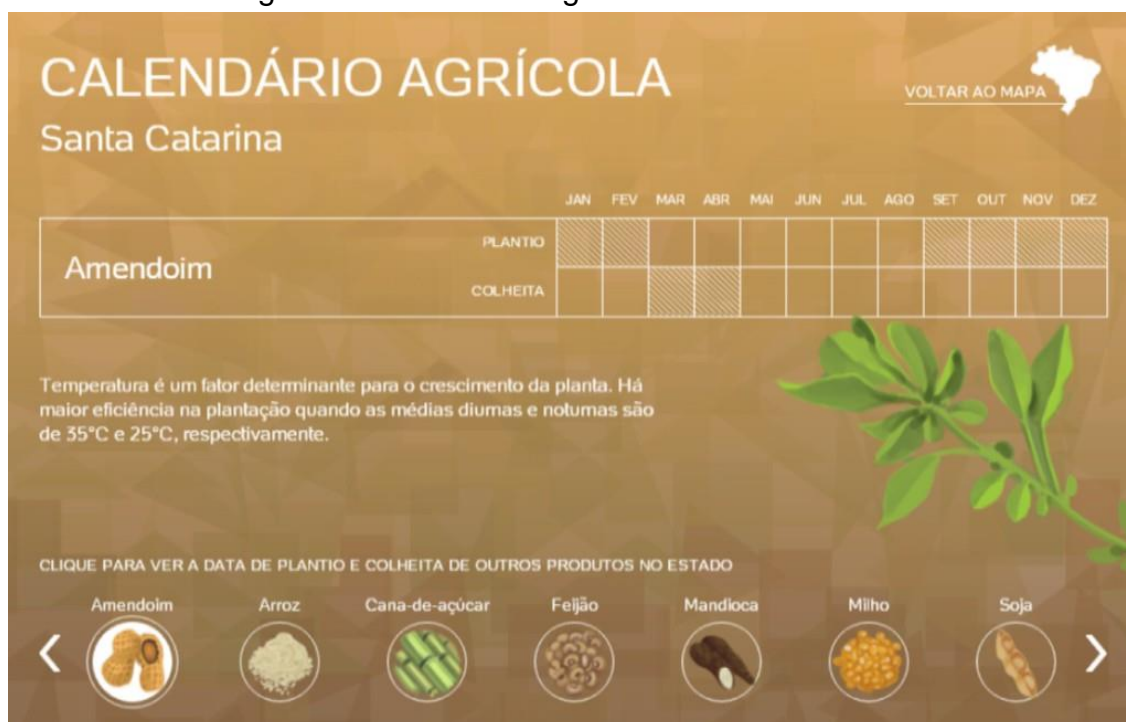 CALENDÁRIO AGRÍCOLA
VOLTAR AO MAPA
Santa Catarina
JAN FEV MAR ABR MAI JUN JUL AGO SET OUT NOV DEZ
PLANTIO
Amendoim
COLHEITA
Temperatura é um fator determinante para o crescimento da planta. Há
maior eficiência na plantação quando as médias diurnas e noturnas são
de 35°C e 25°C, respectivamente.
CLIQUE PARA VER A DATA DE PLANTIO E COLHEITA DE OUTROS PRODUTOS NO ESTADO
Amendoim Arroz Cana-de-açúcar Feijão Mandioca Milho Soja